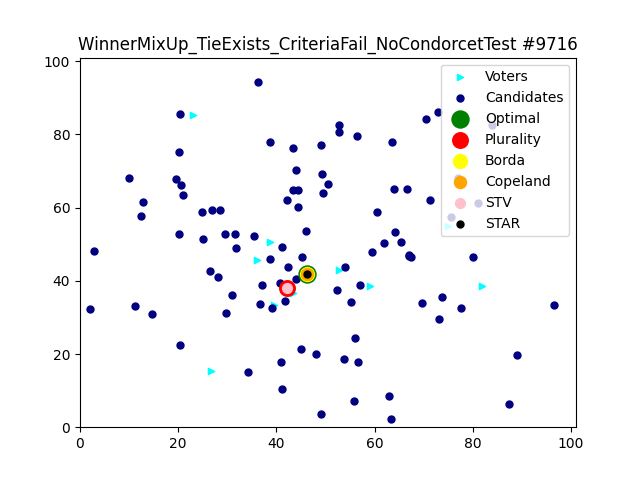 WinnerMixUp_TieExists_CriteriaFail_NoCondorcetTest #9716
100
80
60
40
20
0
0
20
40
60
80
100
Voters
Candidates
Optimal
Plurality
Borda
Copeland
STV
STAR